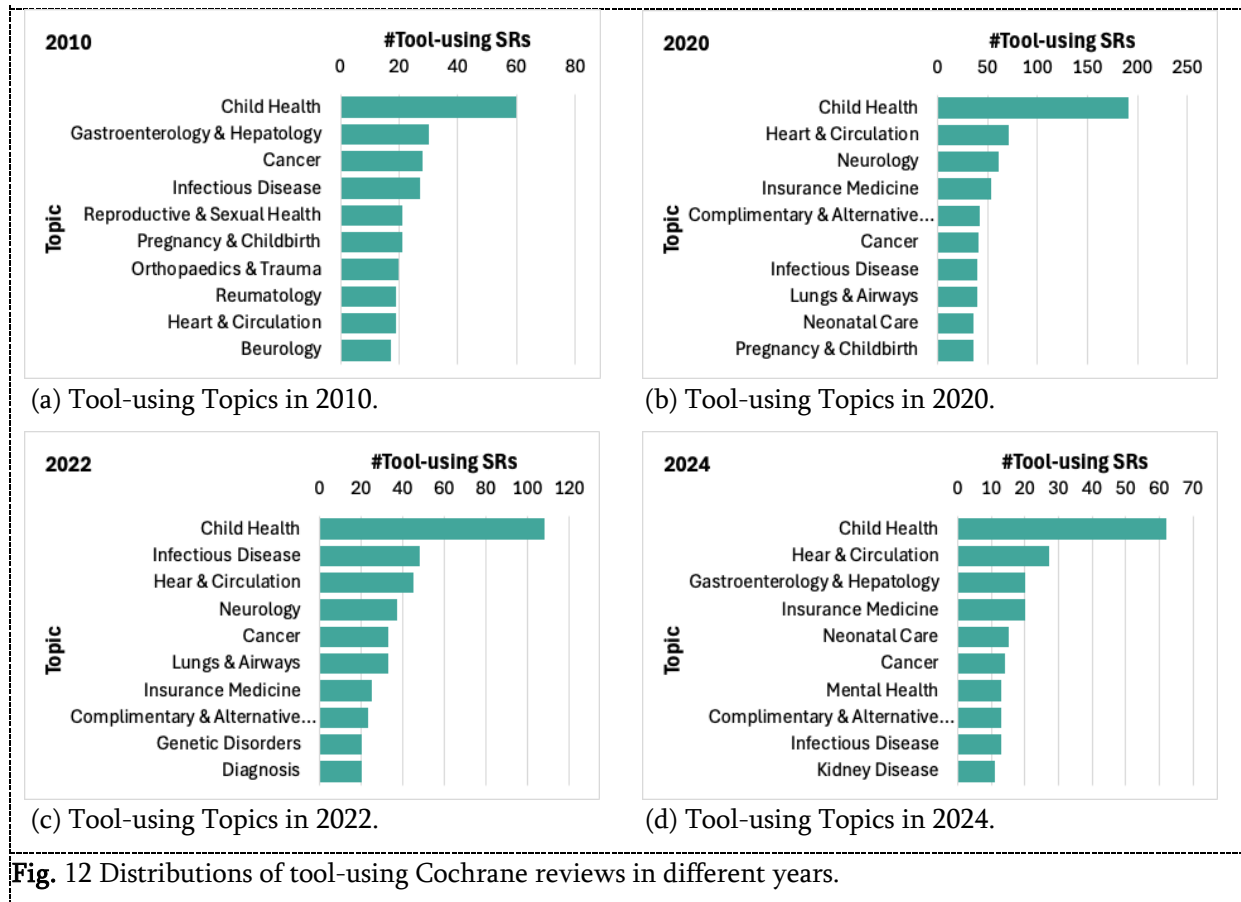 2010
#Tool-using SRs
0 20 40 60 80
Topic
Child Health
Gastroenterology & Hepatology
Cancer
Infectious Disease
Reproductive & Sexual Health
Pregnancy & Childbirth
Orthopaedics & Trauma
Reumatology
Heart & Circulation
Beurology
(a) Tool-using Topics in 2010.
2020
#Tool-using SRs
0 50 100 150 200 250
Topic
Child Health
Heart & Circulation
Neurology
Insurance Medicine
Complimentary & Alternative...
Cancer
Infectious Disease
Lungs & Airways
Neonatal Care
Pregnancy & Childbirth
(b) Tool-using Topics in 2020.
2022
#Tool-using SRs
0 20 40 60 80 100 120
Topic
Child Health
Infectious Disease
Hear & Circulation
Neurology
Cancer
Lungs & Airways
Insurance Medicine
Complimentary & Alternative...
Genetic Disorders
Diagnosis
(c) Tool-using Topics in 2022.
2024
#Tool-using SRs
0 10 20 30 40 50 60 70
Topic
Child Health
Hear & Circulation
Gastroenterology & Hepatology
Insurance Medicine
Neonatal Care
Cancer
Mental Health
Complimentary & Alternative...
Infectious Disease
Kidney Disease
(d) Tool-using Topics in 2024.
Fig. 12 Distributions of tool-using Cochrane reviews in different years.